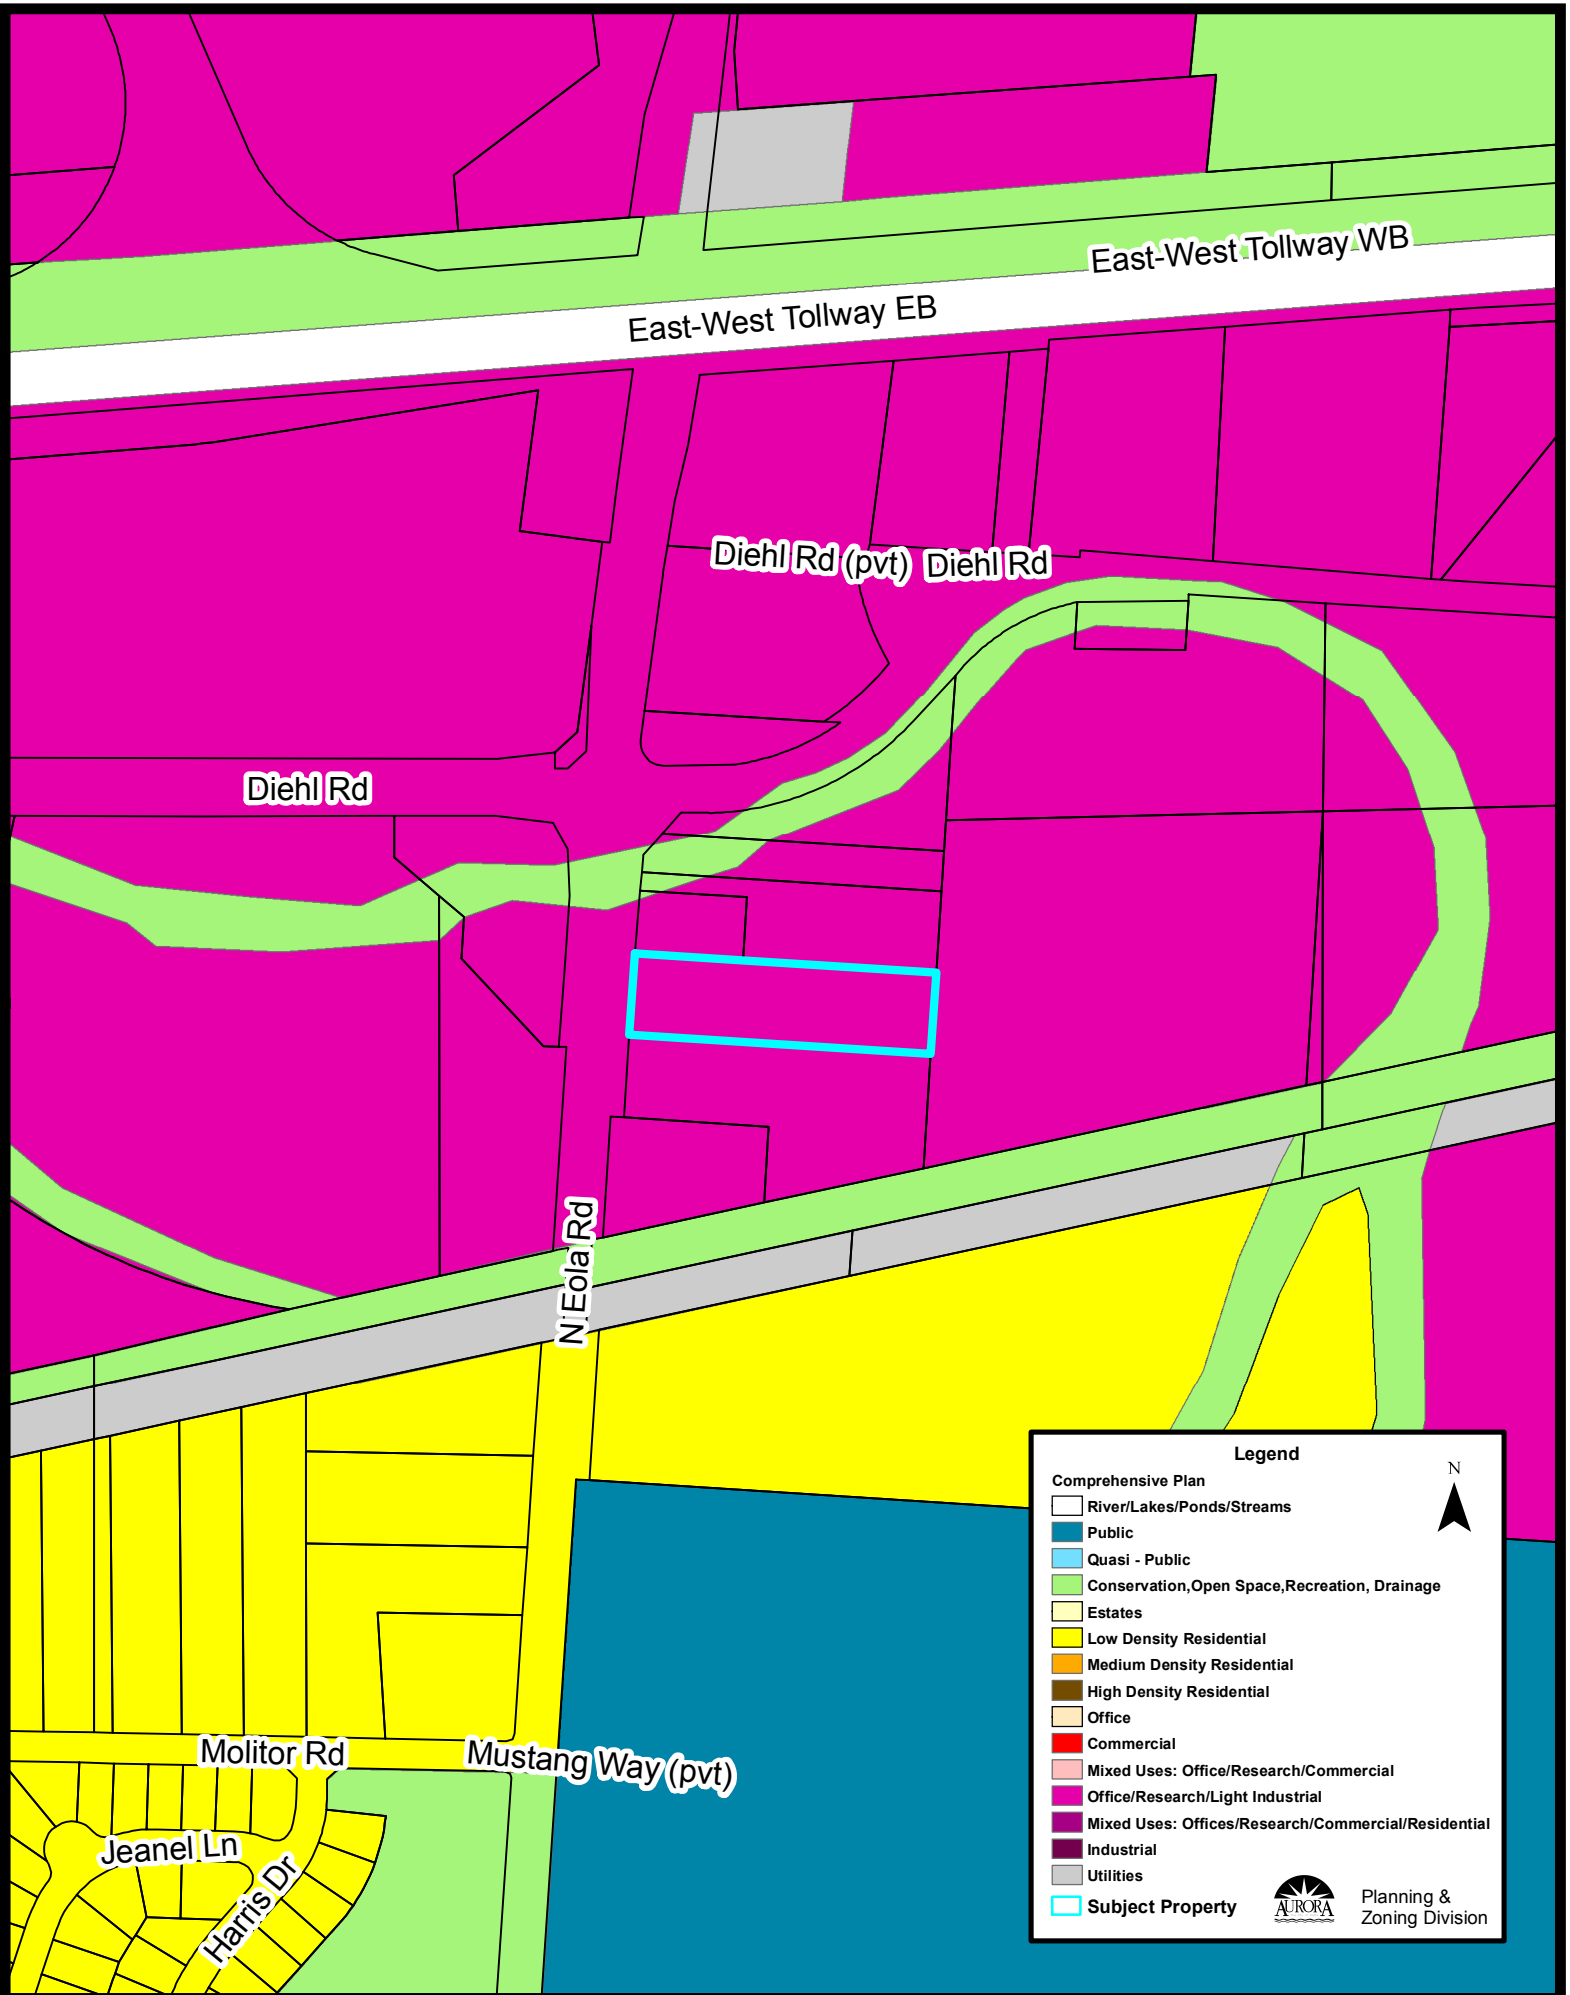 East-West Tollway WB
East-West Tollway EB
Diehl Rd (pvt)
Diehl Rd
Diehl Rd
N Eola Rd
Molitor Rd
Mustang Way (pvt)
Jeanel Ln
Harris Dr
Legend
Comprehensive Plan
N
River/Lakes/Ponds/Streams
Public
Quasi - Public
Conservation,Open Space,Recreation, Drainage
Estates
Low Density Residential
Medium Density Residential
High Density Residential
Office
Commercial
Mixed Uses: Office/Research/Commercial
Office/Research/Light Industrial
Mixed Uses: Offices/Research/Commercial/Residential
Industrial
Utilities
Subject Property
AURORA
Planning &
Zoning Division